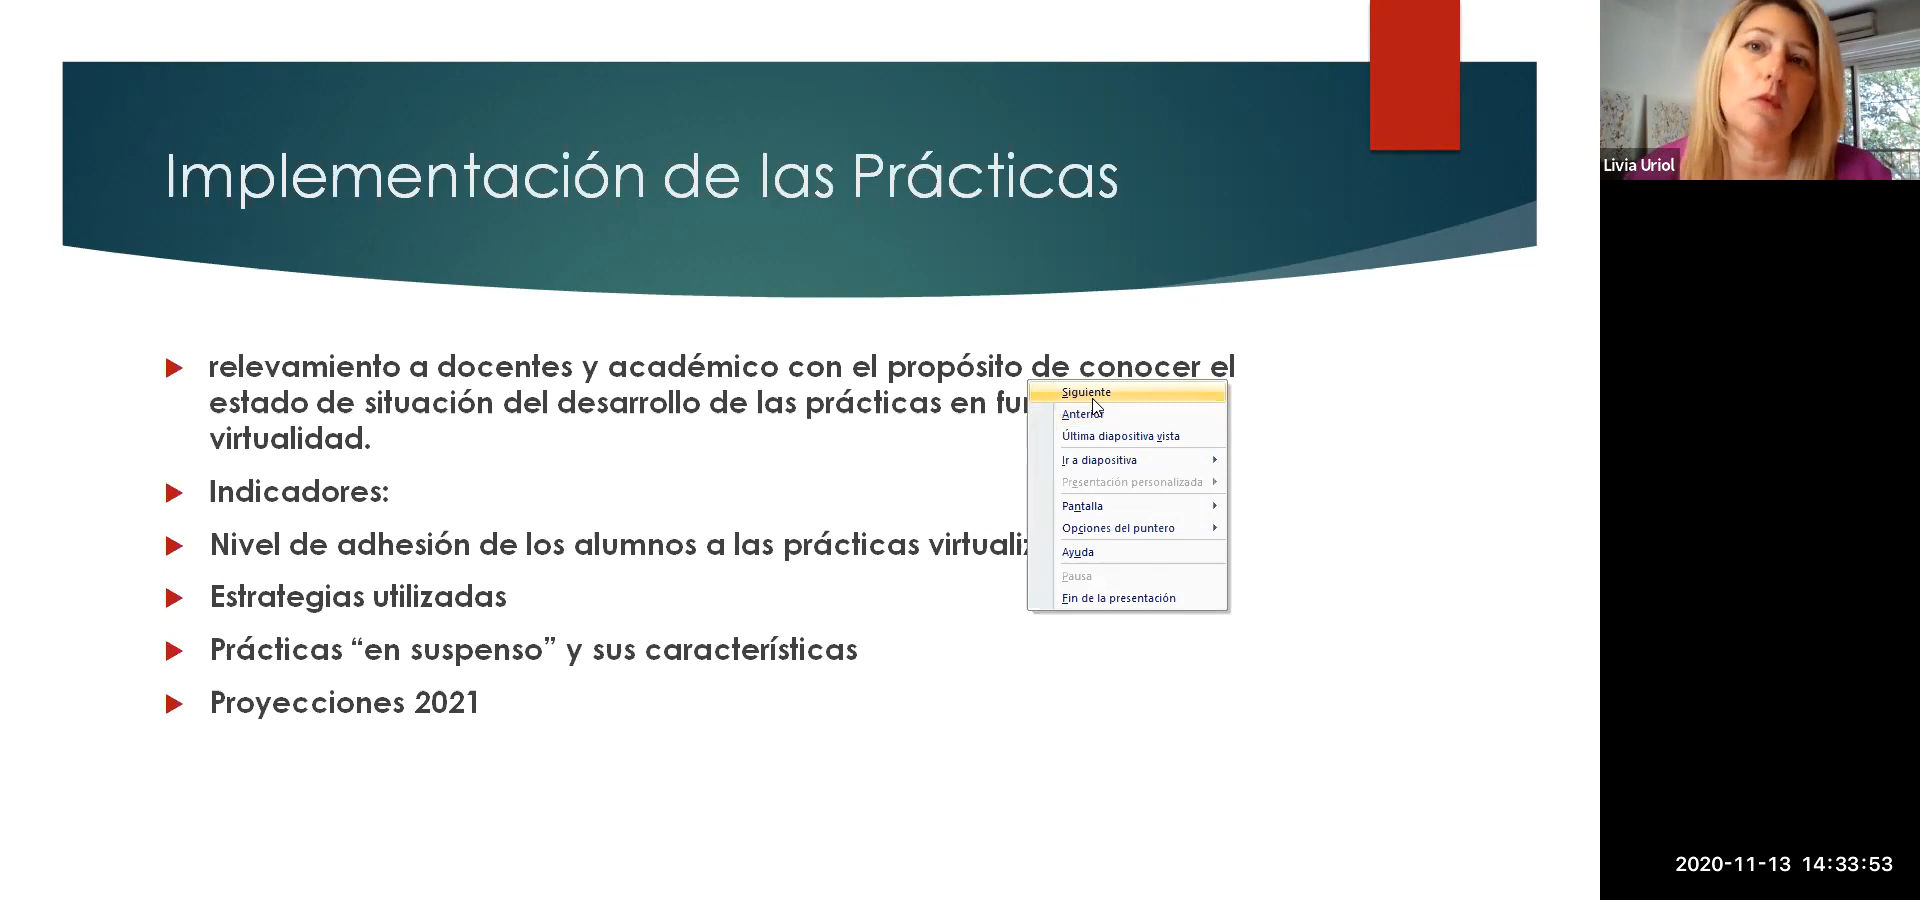 Implementación de las Prácticas
relevamiento a docentes y académico con el propósito de conocer el
estado de situación del desarrollo de las prácticas en
virtualidad.
Indicadores:
Nivel de adhesión de los alumnos a las prácticas
Estrategias utilizadas
Prácticas “en suspenso” y sus características
Proyecciones 2021
Siguiente
Anterior
Última diapositiva vista
Ir a diapositiva
Presentación personalizada
Pantalla
Opciones del puntero
Ayuda
Pausa
Fin de la presentación
Livia Uriol
2020-11-13 14:33:53